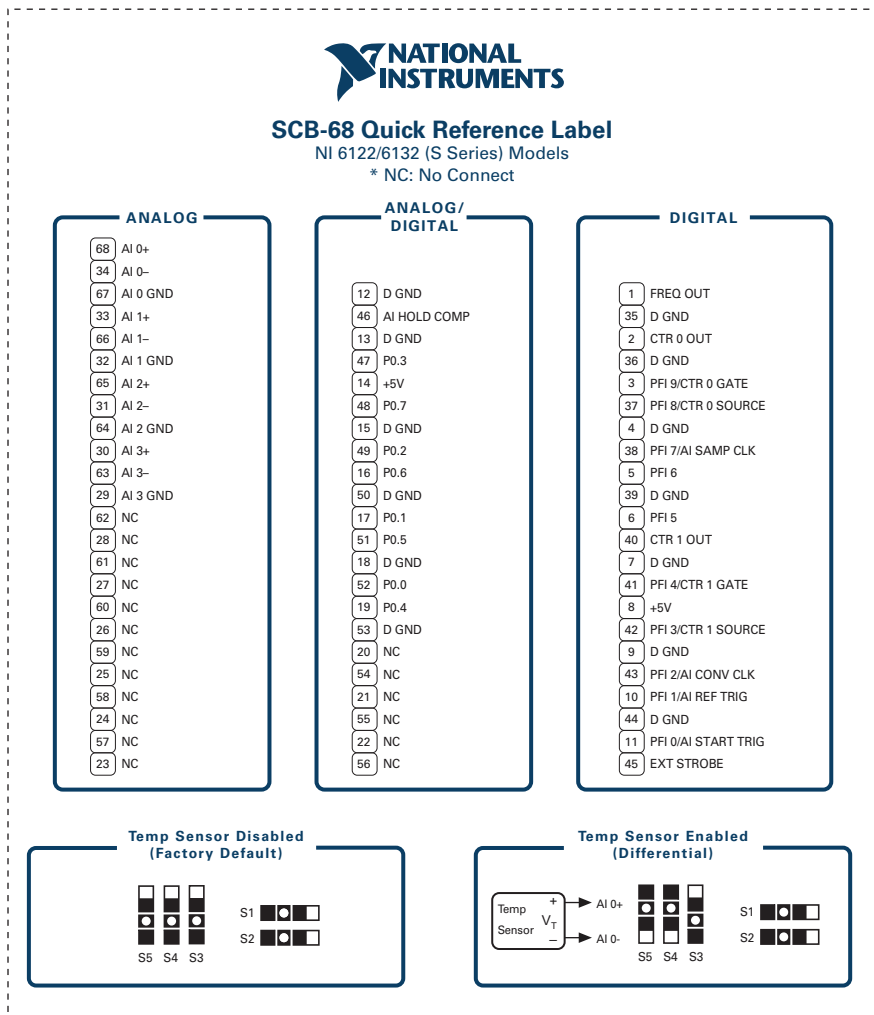 NATIONAL
INSTRUMENTS
SCB-68 Quick Reference Label
NI 6122/6132 (S Series) Models
* NC: No Connect
ANALOG
68 AI 0+
34 AI 0–
67 AI 0 GND
33 AI 1+
66 AI 1–
32 AI 1 GND
65 AI 2+
31 AI 2–
64 AI 2 GND
30 AI 3+
63 AI 3–
29 AI 3 GND
62 NC
28 NC
61 NC
27 NC
60 NC
26 NC
59 NC
25 NC
58 NC
24 NC
57 NC
23 NC
ANALOG/
DIGITAL
12 D GND
46 AI HOLD COMP
13 D GND
47 P0.3
14 +5V
48 P0.7
15 D GND
49 P0.2
16 P0.6
50 D GND
17 P0.1
51 P0.5
18 D GND
52 P0.0
19 P0.4
53 D GND
20 NC
54 NC
21 NC
55 NC
22 NC
56 NC
DIGITAL
1 FREQ OUT
35 D GND
2 CTR 0 OUT
36 D GND
3 PFI 9/CTR 0 GATE
37 PFI 8/CTR 0 SOURCE
4 D GND
38 PFI 7/AI SAMP CLK
5 PFI 6
39 D GND
6 PFI 5
40 CTR 1 OUT
7 D GND
41 PFI 4/CTR 1 GATE
8 +5V
42 PFI 3/CTR 1 SOURCE
9 D GND
43 PFI 2/AI CONV CLK
10 PFI 1/AI REF TRIG
44 D GND
11 PFI 0/AI START TRIG
45 EXT STROBE
Temp Sensor Disabled
(Factory Default)
S1
S2
S5 S4 S3
Temp Sensor Enabled
(Differential)
Temp
Sensor
+
VT
–
AI 0+
AI 0-
S5 S4 S3
S1
S2